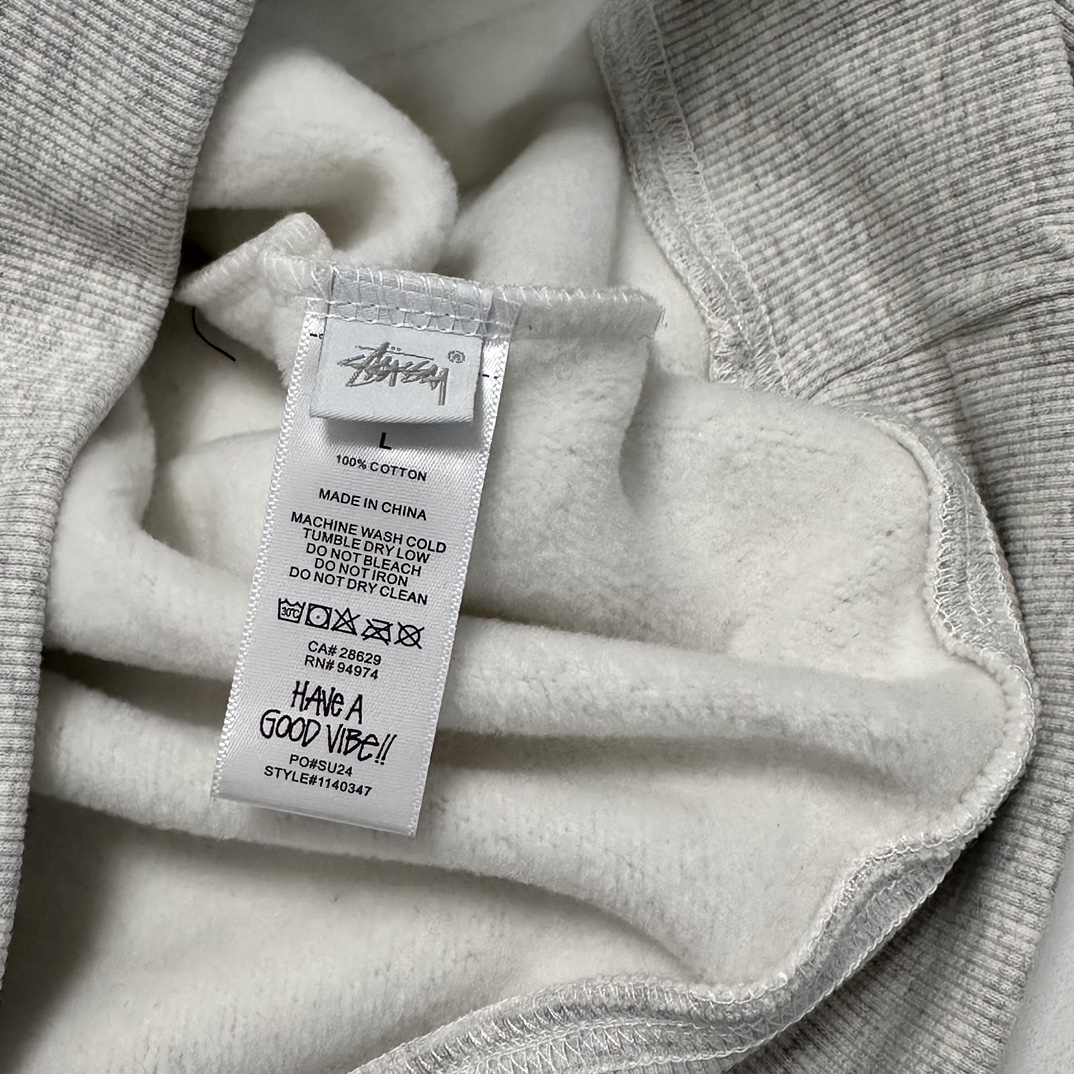 STÜSSY®
L
100% COTTON
MADE IN CHINA
MACHINE WASH COLD
TUMBLE DRY LOW
DO NOT BLEACH
DO NOT IRON
DO NOT DRY CLEAN
30°C
CA# 28629
RN# 94974
HAVE A
GOOD VIBE!!
PO#SU24
STYLE#1140347